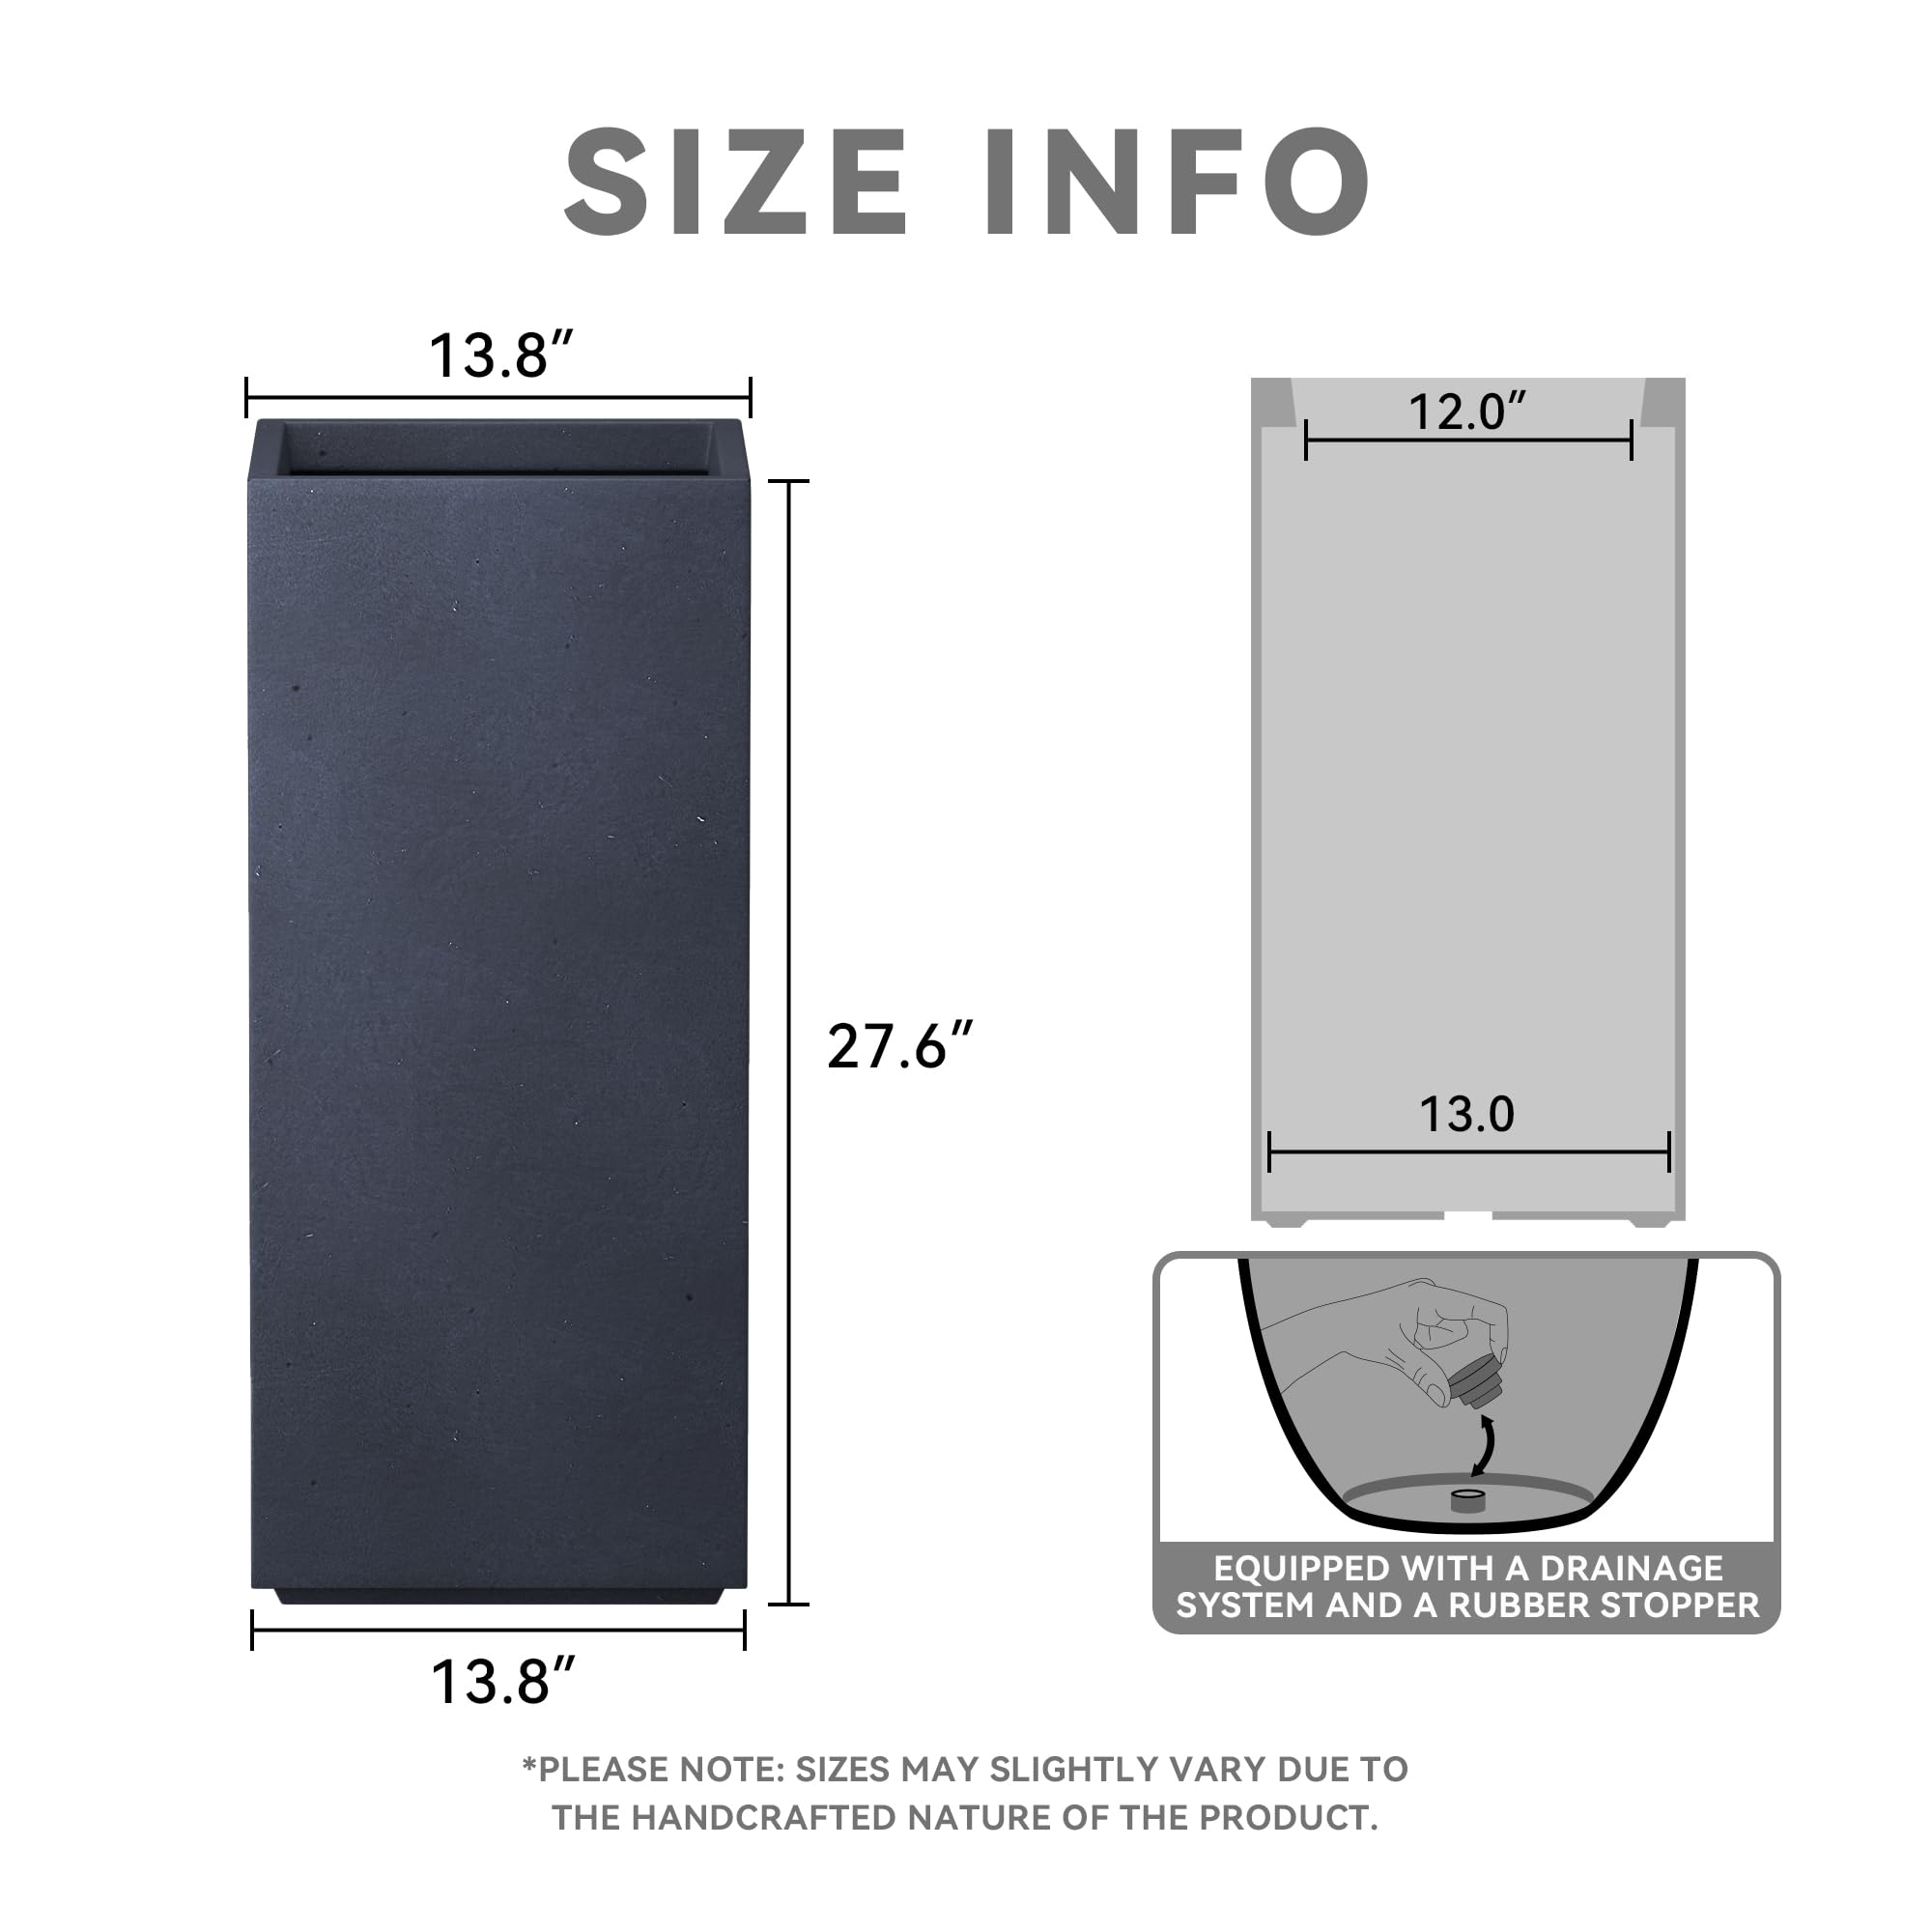 SIZE INFO
13.8"
12.0"
27.6"
13.0
13.8"
EQUIPPED WITH A DRAINAGE
SYSTEM AND A RUBBER STOPPER
*PLEASE NOTE: SIZES MAY SLIGHTLY VARY DUE TO
THE HANDCRAFTED NATURE OF THE PRODUCT.